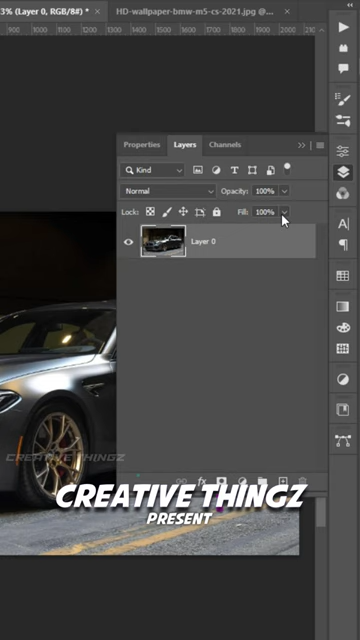 3% (Layer 0, RGB/8#) * × HD-wallpaper-bmw-m5-cs-2021.jpg @... ×
900 1000 1100 1200 1300 1400 1500 1600 1700 1800 1900 2000 210
Properties Layers Channels
Kind
Normal Opacity: 100%
Lock: Fill: 100%
Layer 0
CREATIVE THINGZ
CREATIVE THINGZ
PRESENT